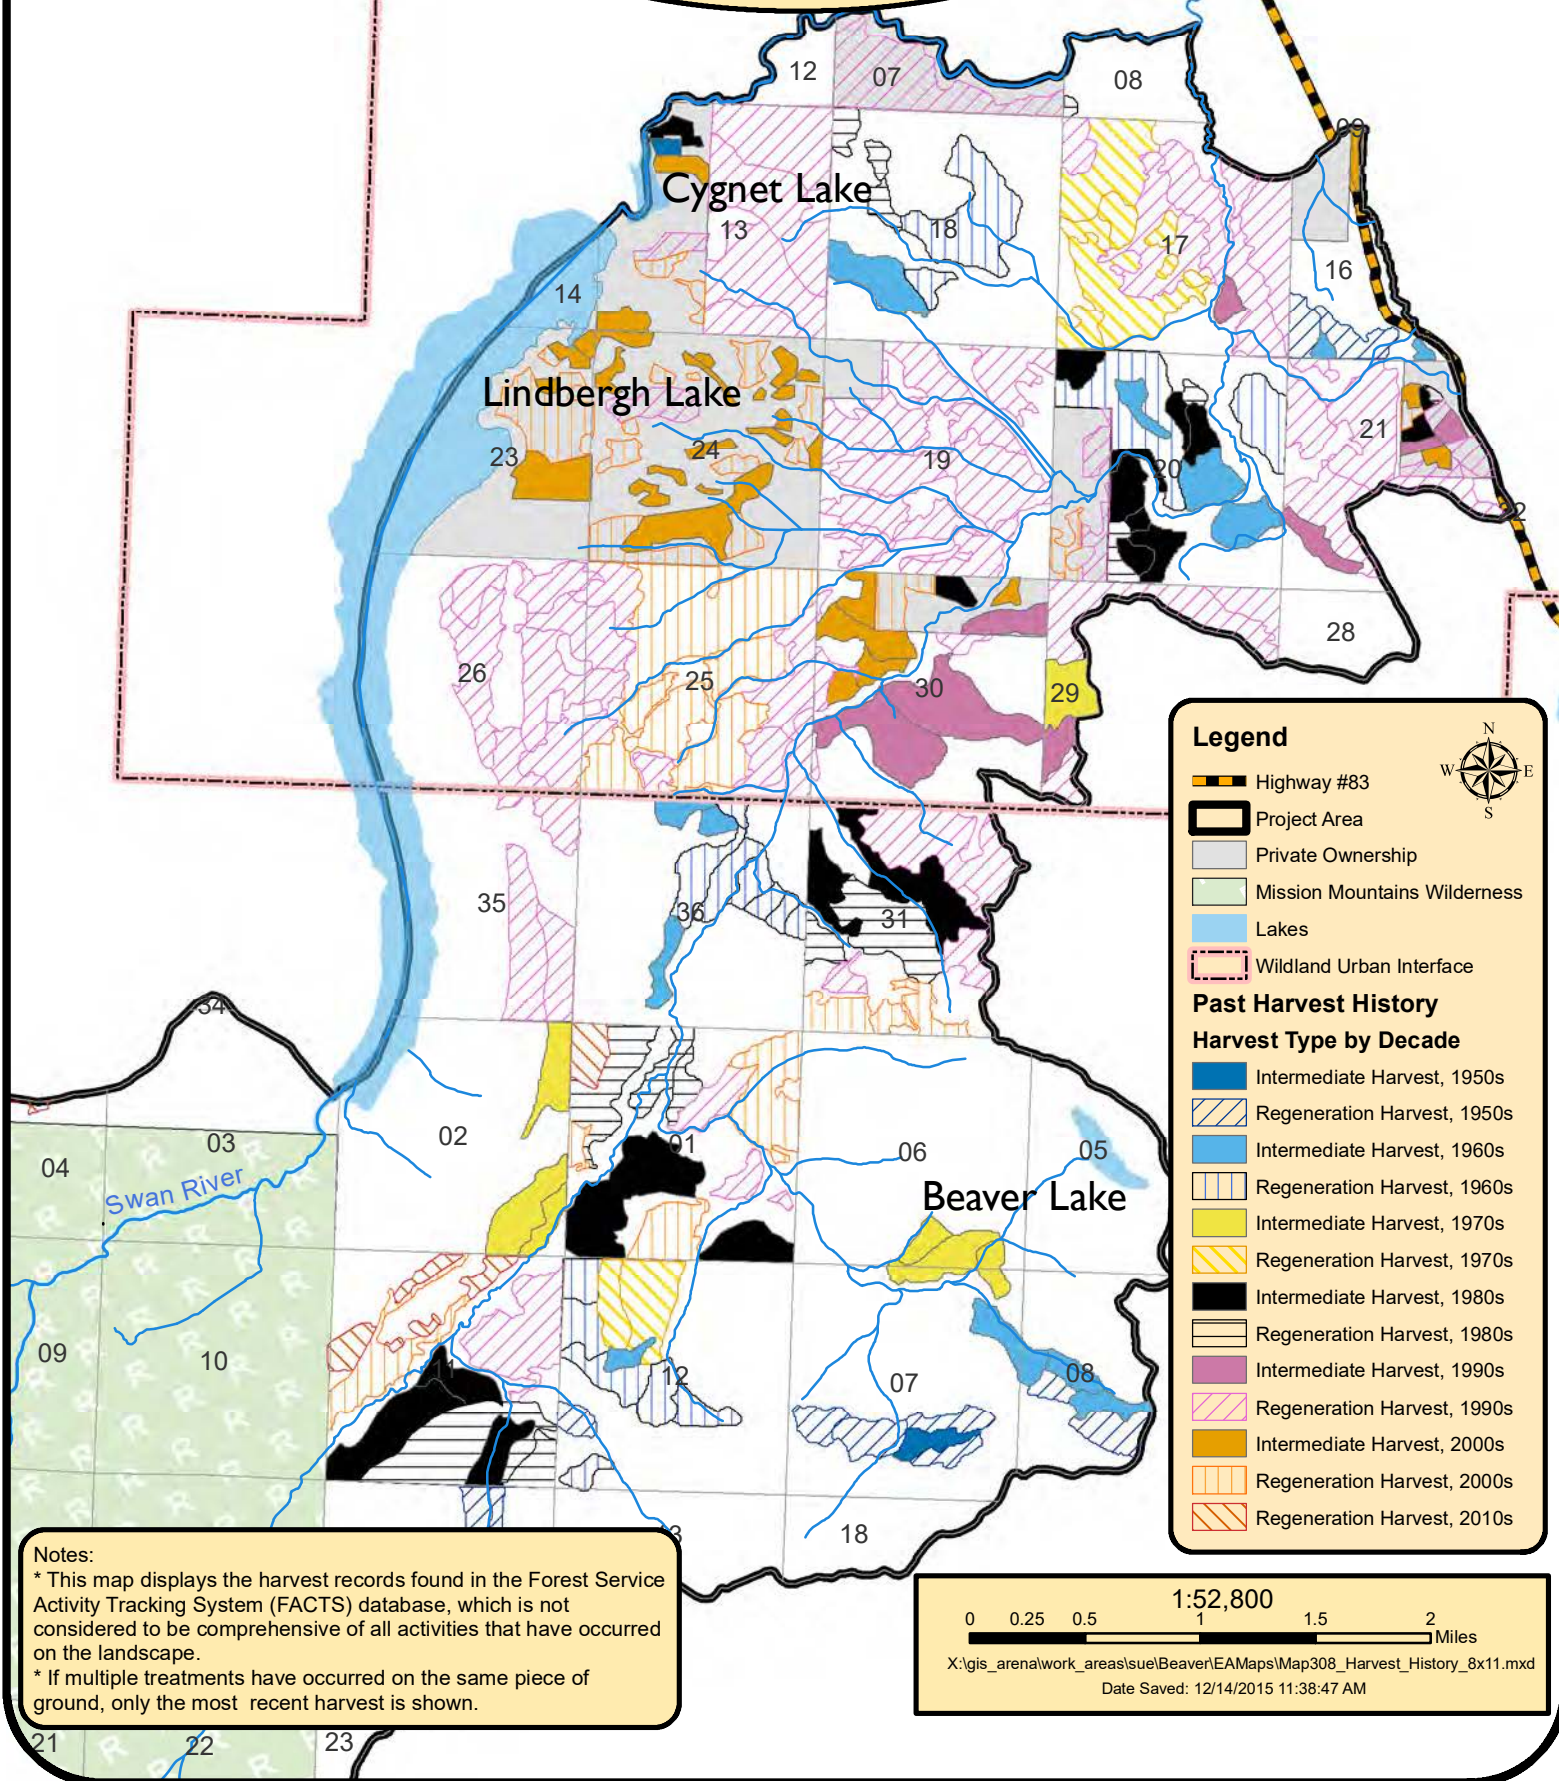 12
07
08
09
Cygnet Lake
13
18
17
16
14
Lindbergh Lake
23
24
19
20
21
26
25
30
29
28
35
36
31
34
02
01
06
05
03
04
Swan River
Beaver Lake
09
10
11
12
07
08
18
21
22
23
Legend
N
W
E
S
Highway #83
Project Area
Private Ownership
Mission Mountains Wilderness
Lakes
Wildland Urban Interface
Past Harvest History
Harvest Type by Decade
Intermediate Harvest, 1950s
Regeneration Harvest, 1950s
Intermediate Harvest, 1960s
Regeneration Harvest, 1960s
Intermediate Harvest, 1970s
Regeneration Harvest, 1970s
Intermediate Harvest, 1980s
Regeneration Harvest, 1980s
Intermediate Harvest, 1990s
Regeneration Harvest, 1990s
Intermediate Harvest, 2000s
Regeneration Harvest, 2000s
Regeneration Harvest, 2010s
Notes:
* This map displays the harvest records found in the Forest Service
Activity Tracking System (FACTS) database, which is not
considered to be comprehensive of all activities that have occurred
on the landscape.
* If multiple treatments have occurred on the same piece of
ground, only the most recent harvest is shown.
1:52,800
0 0.25 0.5 1 1.5 2
Miles
X:\gis_arena\work_areas\sue\Beaver\EAMaps\Map308_Harvest_History_8x11.mxd
Date Saved: 12/14/2015 11:38:47 AM